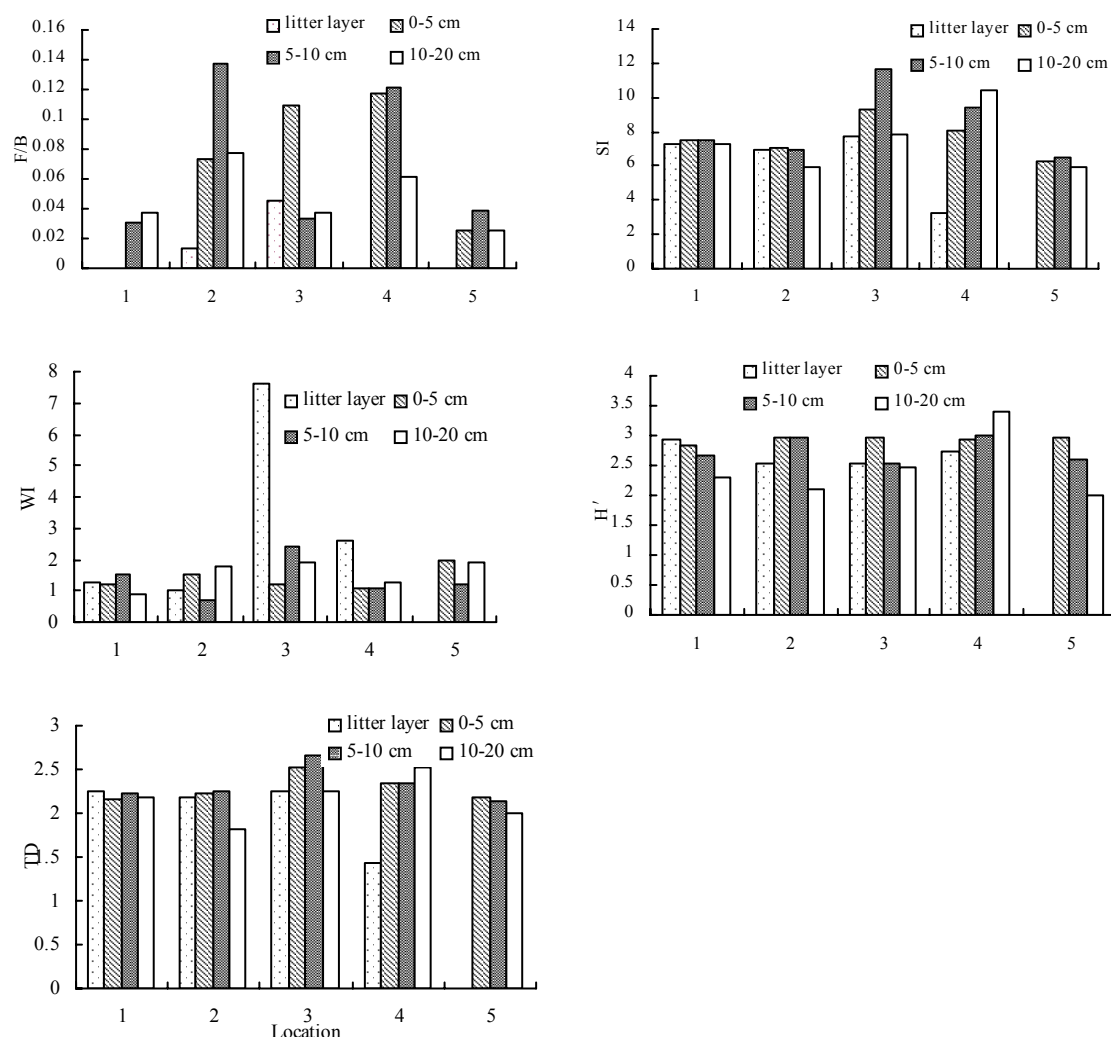 litter layer 0-5 cm
5-10 cm 10-20 cm
0.16
0.14
0.12
0.1
0.08
0.06
0.04
0.02
0
F/B
1 2 3 4 5
litter layer 0-5 cm
5-10 cm 10-20 cm
14
12
10
8
6
4
2
0
SI
1 2 3 4 5
litter layer 0-5 cm
5-10 cm 10-20 cm
8
7
6
5
4
3
2
1
0
WI
1 2 3 4 5
litter layer 0-5 cm
5-10 cm 10-20 cm
3.5
3
2.5
2
1.5
1
0.5
0
H′
1 2 3 4 5
litter layer 0-5 cm
5-10 cm 10-20 cm
3
2.5
2
1.5
1
0.5
0
TD
1 2 3 4 5
Location